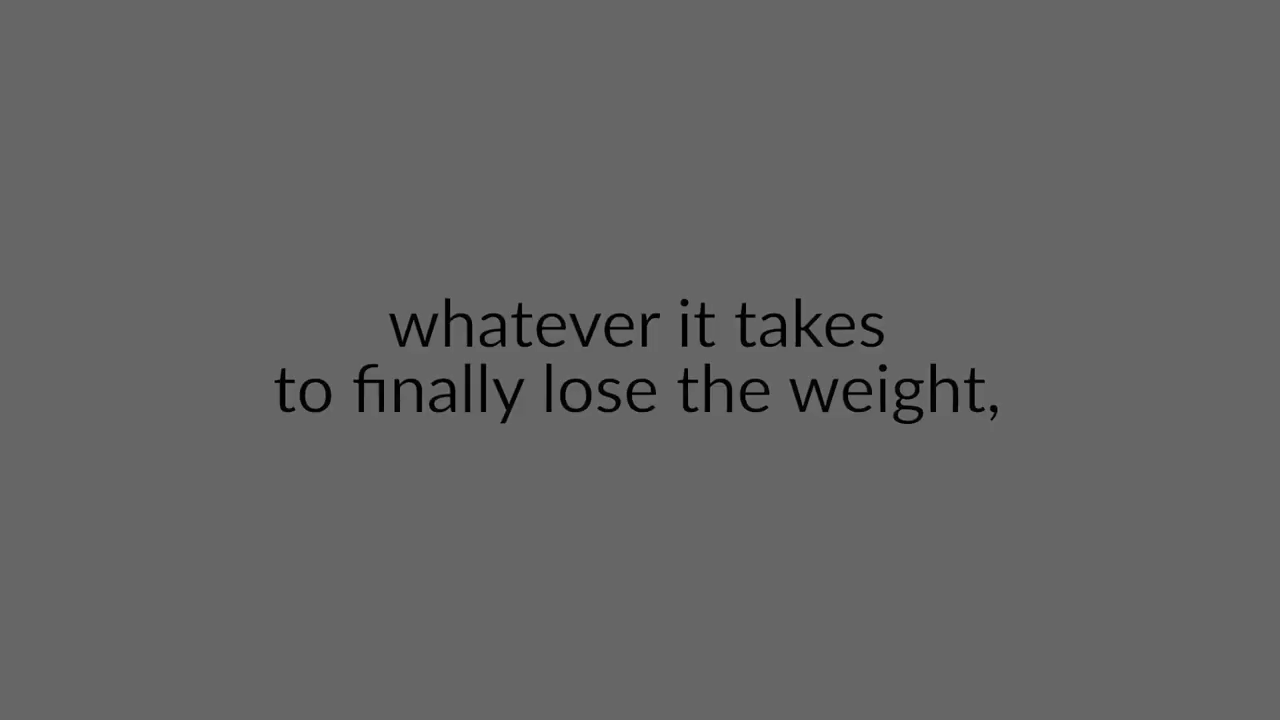 whatever it takes
to finally lose the weight,